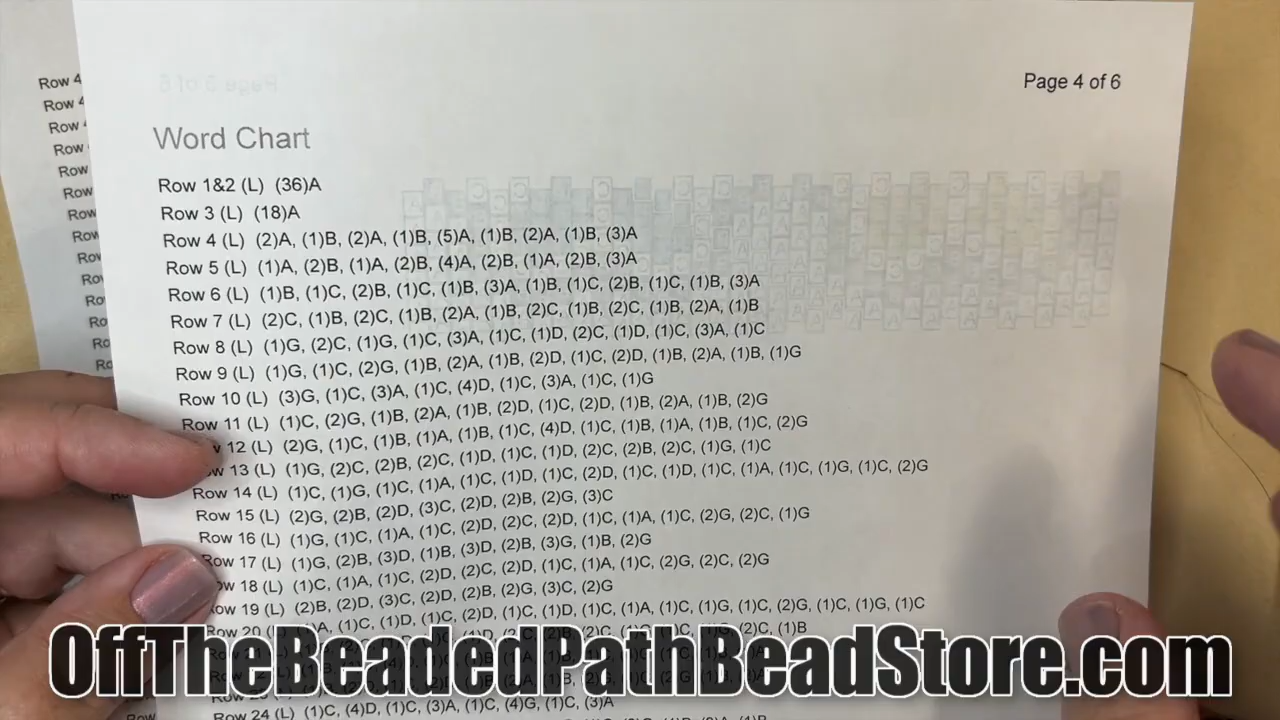 Page 4 of 6
Word Chart
Row 1&2 (L) (36)A
Row 3 (L) (18)A
Row 4 (L) (2)A, (1)B, (2)A, (1)B, (5)A, (1)B, (2)A, (1)B, (3)A
Row 5 (L) (1)A, (2)B, (1)A, (2)B, (4)A, (2)B, (1)A, (2)B, (3)A
Row 6 (L) (1)B, (1)C, (2)B, (1)C, (1)B, (3)A, (1)B, (1)C, (2)B, (1)C, (1)B, (3)A
Row 7 (L) (2)C, (1)B, (2)C, (1)B, (2)A, (1)B, (2)C, (1)B, (2)C, (1)B, (2)A, (1)B
Row 8 (L) (1)G, (2)C, (1)G, (1)C, (3)A, (1)C, (1)D, (2)C, (1)D, (1)C, (3)A, (1)C
Row 9 (L) (1)G, (1)C, (2)G, (1)B, (2)A, (1)B, (2)D, (1)C, (2)D, (1)B, (2)A, (1)B, (1)G
Row 10 (L) (3)G, (1)C, (3)A, (1)C, (4)D, (1)C, (3)A, (1)C, (1)G
Row 11 (L) (1)C, (2)G, (1)B, (2)A, (1)B, (2)D, (1)C, (2)D, (1)B, (2)A, (1)B, (2)G
12 (L) (2)G, (1)C, (1)B, (1)A, (1)B, (1)C, (4)D, (1)C, (1)B, (1)A, (1)B, (1)C, (2)G
Row 13 (L) (1)G, (2)C, (2)B, (2)C, (1)D, (1)C, (1)D, (2)C, (2)B, (2)C, (1)G, (1)C
Row 14 (L) (1)C, (1)G, (1)C, (1)A, (1)C, (1)D, (1)C, (2)D, (1)C, (1)D, (1)C, (1)A, (1)C, (1)G, (1)C, (2)G
Row 15 (L) (2)G, (2)B, (2)D, (3)C, (2)D, (2)B, (2)G, (3)C
Row 16 (L) (1)G, (1)C, (1)A, (1)C, (2)D, (2)C, (2)D, (1)C, (1)A, (1)C, (2)G, (2)C, (1)G
Row 17 (L) (1)G, (2)B, (3)D, (1)B, (3)D, (2)B, (3)G, (1)B, (2)G
18 (L) (1)C, (1)A, (1)C, (2)D, (2)C, (2)D, (1)C, (1)A, (1)C, (2)G, (2)C, (2)G
Row 19 (L) (2)B, (2)D, (3)C, (2)D, (2)B, (2)G, (3)C, (2)G
Row 20 (1)C, (1)D, (1)C, (2)D, (1)C, (1)D, (1)C, (1)A, (1)C, (1)G, (1)C, (2)G, (1)C, (1)G, (1)C
OffTheBeadedPathBeadStore.com
Row 24 (L) (1)C, (4)D, (1)C, (3)A, (1)C, (4)G, (1)C, (3)A